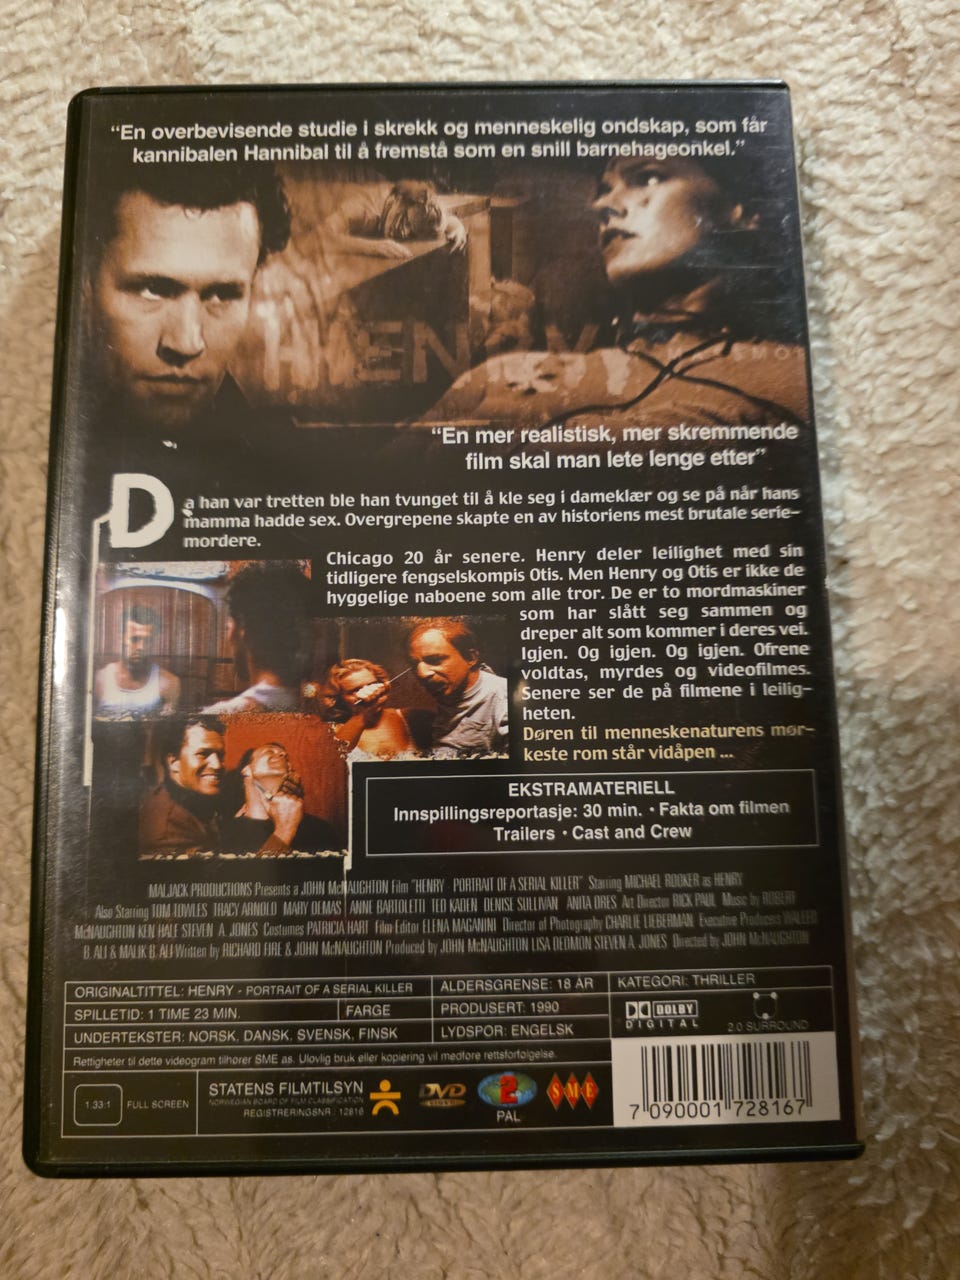 “En overbevisende studie i skrekk og menneskelig ondskap, som får
kannibalen Hannibal til å fremstå som en snill barnehageonkel.”
HENRY
“En mer realistisk, mer skremmende
film skal man lete lenge etter”
Da han var tretten ble han tvunget til å kle seg i dameklær og se på når hans
mamma hadde sex. Overgrepene skapte en av historiens mest brutale serie-
mordere.
Chicago 20 år senere. Henry deler leilighet med sin
tidligere fengselskompis Otis. Men Henry og Otis er ikke de
hyggelige naboene som alle tror. De er to mordmaskiner
som har slått seg sammen og
dreper alt som kommer i deres vei.
Igjen. Og igjen. Og igjen. Ofrene
voldtas, myrdes og videofilmes.
Senere ser de på filmene i leilig-
heten.
Døren til menneskenaturens mør-
keste rom står vidåpen ...
EKSTRAMATERIELL
Innspillingsreportasje: 30 min. • Fakta om filmen
Trailers • Cast and Crew
MALJACK PRODUCTIONS Presents a JOHN McNAUGHTON Film "HENRY - PORTRAIT OF A SERIAL KILLER" Starring MICHAEL ROOKER as HENRY
Also Starring TOM TOWLES TRACY ARNOLD MARY DEMAS ANNE BARTOLETTI TED KADEN DENISE SULLIVAN ANITA ORES Art Director RICK PAUL Music by ROBERT
McNAUGHTON KEN HALE STEVEN A. JONES Costumes PATRICIA HART Film Editor ELENA MAGANINI Director of Photography CHARLIE LIEBERMAN Executive Producers WALEED
B. ALI & MALIK B. ALI Written by RICHARD FIRE & JOHN McNAUGHTON Produced by JOHN McNAUGHTON LISA DEDMON STEVEN A. JONES Directed by JOHN McNAUGHTON
ORIGINALTITTEL: HENRY - PORTRAIT OF A SERIAL KILLER
ALDERSGRENSE: 18 ÅR
KATEGORI: THRILLER
SPILLETID: 1 TIME 23 MIN.
FARGE
PRODUSERT: 1990
UNDERTEKSTER: NORSK, DANSK, SVENSK, FINSK
LYDSPOR: ENGELSK
DOLBY
DIGITAL
2.0 SURROUND
Rettigheter til dette videogram tilhører SME as. Ulovlig bruk eller kopiering vil medføre rettsforfølgelse.
1.33:1
FULL SCREEN
STATENS FILMTILSYN
NORWEGIAN BOARD OF FILM CLASSIFICATION
REGISTRERINGSNR. 12816
DVD
VIDEO
2
PAL
SME
7 090001 728167